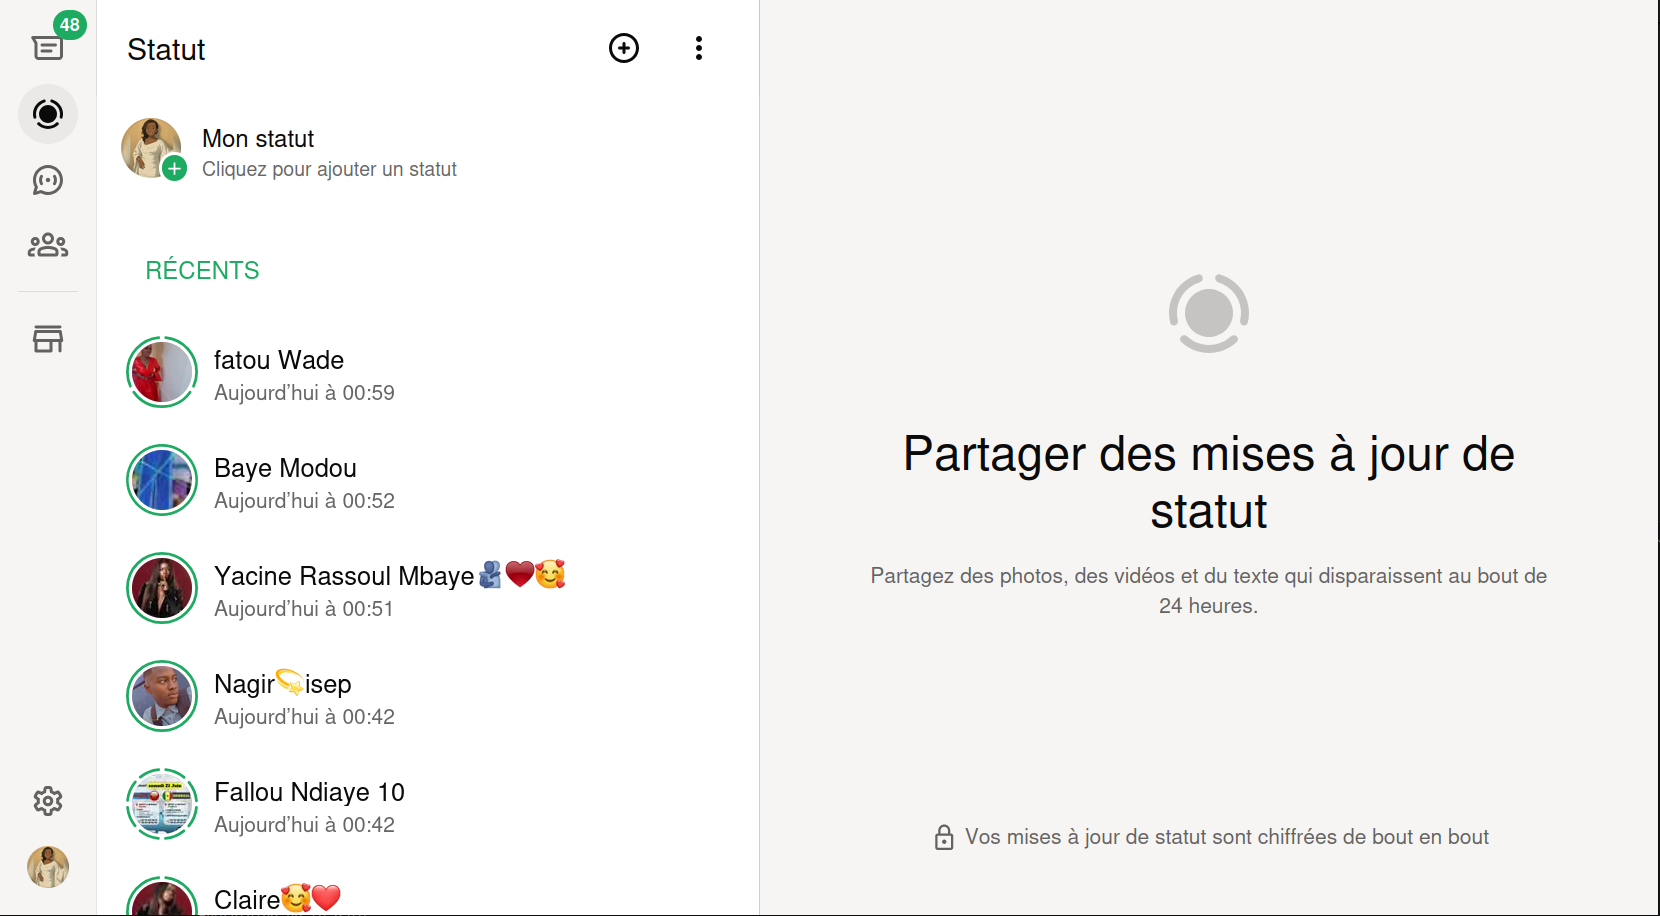 48
Statut
Mon statut
Cliquez pour ajouter un statut
RÉCENTS
fatou Wade
Aujourd’hui à 00:59
Baye Modou
Aujourd’hui à 00:52
Yacine Rassoul Mbaye🫂❤️🥰
Aujourd’hui à 00:51
Nagir💫isep
Aujourd’hui à 00:42
samedi 21 Juin
Fallou Ndiaye 10
Aujourd’hui à 00:42
Claire🥰❤️
Partager des mises à jour de
statut
Partagez des photos, des vidéos et du texte qui disparaissent au bout de
24 heures.
Vos mises à jour de statut sont chiffrées de bout en bout